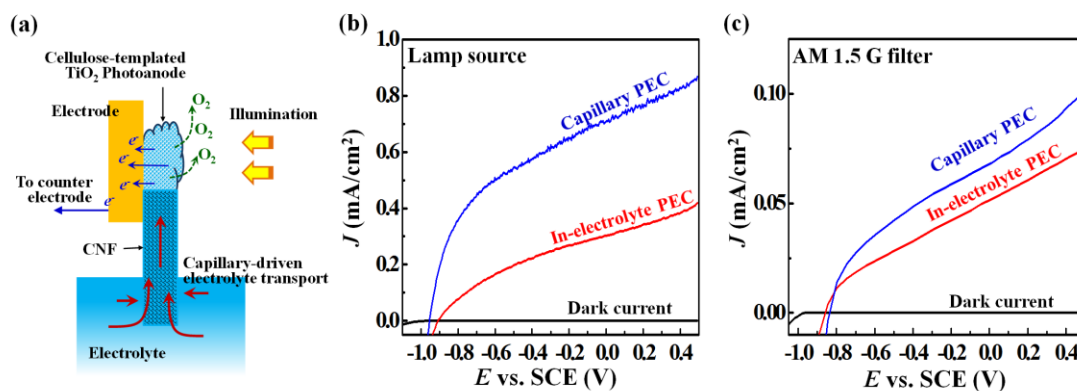 (a)
Cellulose-templated
TiO2 Photoanode
Electrode
O2
O2
O2
Illumination
e-
e-
e-
To counter
electrode
e-
e-
CNF
Capillary-driven
electrolyte transport
Electrolyte
(b)
Lamp source
1.0
0.8
0.6
0.4
0.2
0.0
J (mA/cm2)
Capillary PEC
In-electrolyte PEC
Dark current
-1.0 -0.8 -0.6 -0.4 -0.2 0.0 0.2 0.4
E vs. SCE (V)
(c)
AM 1.5 G filter
0.10
0.05
0.00
J (mA/cm2)
Capillary PEC
In-electrolyte PEC
Dark current
-1.0 -0.8 -0.6 -0.4 -0.2 0.0 0.2 0.4
E vs. SCE (V)